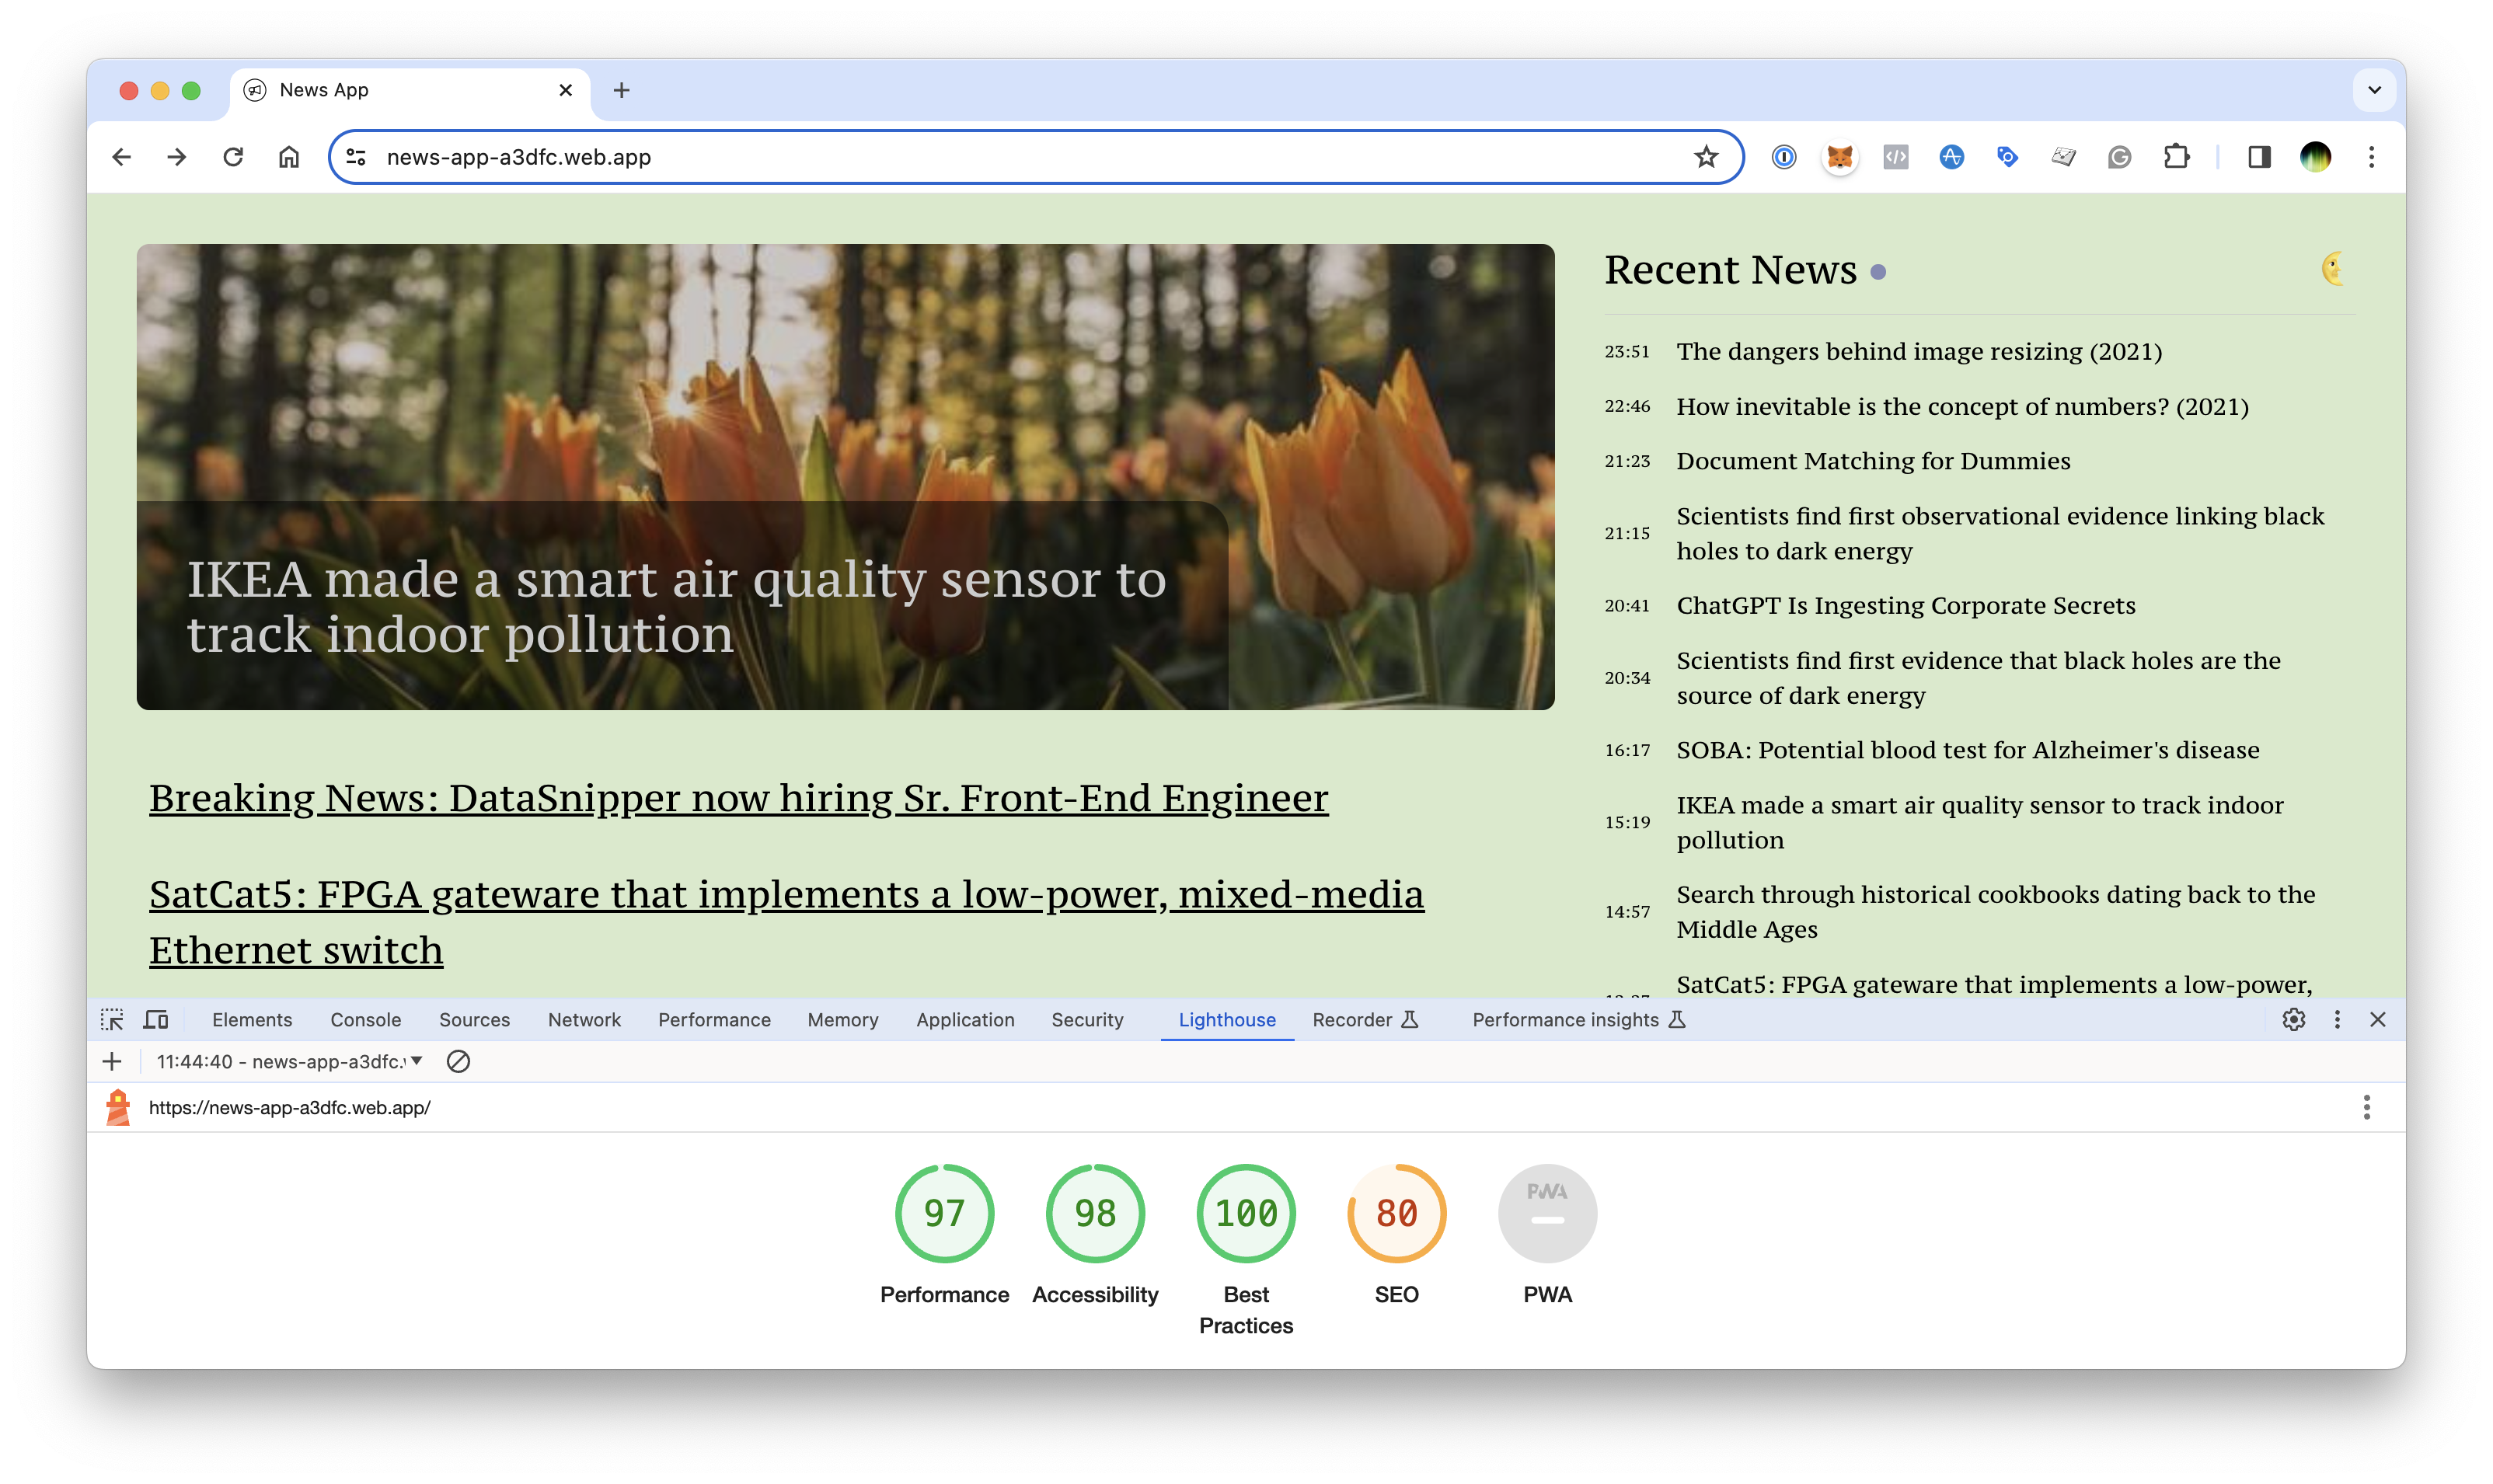 News App
news-app-a3dfc.web.app
IKEA made a smart air quality sensor to
track indoor pollution
Breaking News: DataSnipper now hiring Sr. Front-End Engineer
SatCat5: FPGA gateware that implements a low-power, mixed-media
Ethernet switch
Recent News
23:51 The dangers behind image resizing (2021)
22:46 How inevitable is the concept of numbers? (2021)
21:23 Document Matching for Dummies
21:15 Scientists find first observational evidence linking black
holes to dark energy
20:41 ChatGPT Is Ingesting Corporate Secrets
20:34 Scientists find first evidence that black holes are the
source of dark energy
16:17 SOBA: Potential blood test for Alzheimer's disease
15:19 IKEA made a smart air quality sensor to track indoor
pollution
14:57 Search through historical cookbooks dating back to the
Middle Ages
SatCat5: FPGA gateware that implements a low-power,
Elements Console Sources Network Performance Memory Application Security Lighthouse Recorder Performance insights
11:44:40 - news-app-a3dfc.
https://news-app-a3dfc.web.app/
97 98 100 80 PWA
Performance Accessibility Best SEO PWA
Practices